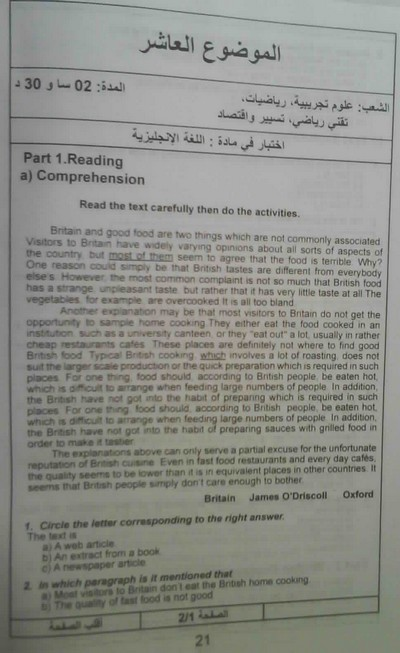 الموضوع العاشر
الشعب: علوم تجريبية، رياضيات،
تقني رياضي، تسيير واقتصاد
المدة: 02 سا و 30 د
اختبار في مادة : اللغة الإنجليزية
Part 1.Reading
a) Comprehension
Read the text carefully then do the activities.
Britain and good food are two things which are not commonly associated.
Visitors to Britain have widely varying opinions about all sorts of aspects of
the country, but most of them seem to agree that the food is terrible. Why?
One reason could simply be that British tastes are different from everybody
else's. However, the most common complaint is not so much that British food
has a strange, unpleasant taste, but rather that it has very little taste at all.The
vegetables, for example, are overcooked.It is all too bland.
Another explanation may be that most visitors to Britain do not get the
opportunity to sample home cooking.They either eat the food cooked in an
institution, such as a university canteen, or they "eat out" a lot, usually in rather
cheap restaurants cafés. These places are definitely not where to find good
British food. Typical British cooking, which involves a lot of roasting, does not
suit the larger scale production or the quick preparation which is required in such
places. For one thing, food should, according to British people, be eaten hot,
which is difficult to arrange when feeding large numbers of people. In addition,
the British have not got into the habit of preparing which is required in such
places. For one thing, food should, according to British people, be eaten hot,
which is difficult to arrange when feeding large numbers of people. In addition,
the British have not got into the habit of preparing sauces with grilled food in
order to make it tastier.
The explanations above can only serve a partial excuse for the unfortunate
reputation of British cuisine. Even in fast food restaurants and every day cafés,
the quality seems to be lower than it is in equivalent places in other countries. It
seems that British people simply don't care enough to bother.
Britain James O'Driscoll Oxford
1. Circle the letter corresponding to the right answer.
The text is
a) A web article
b) An extract from a book
c) A newspaper article
2. In which paragraph is it mentioned that
a) Most visitors to Britain don't eat the British home cooking.
b) The quality of fast food is not good
الصفحة 2/1
أقلب الصفحة
21